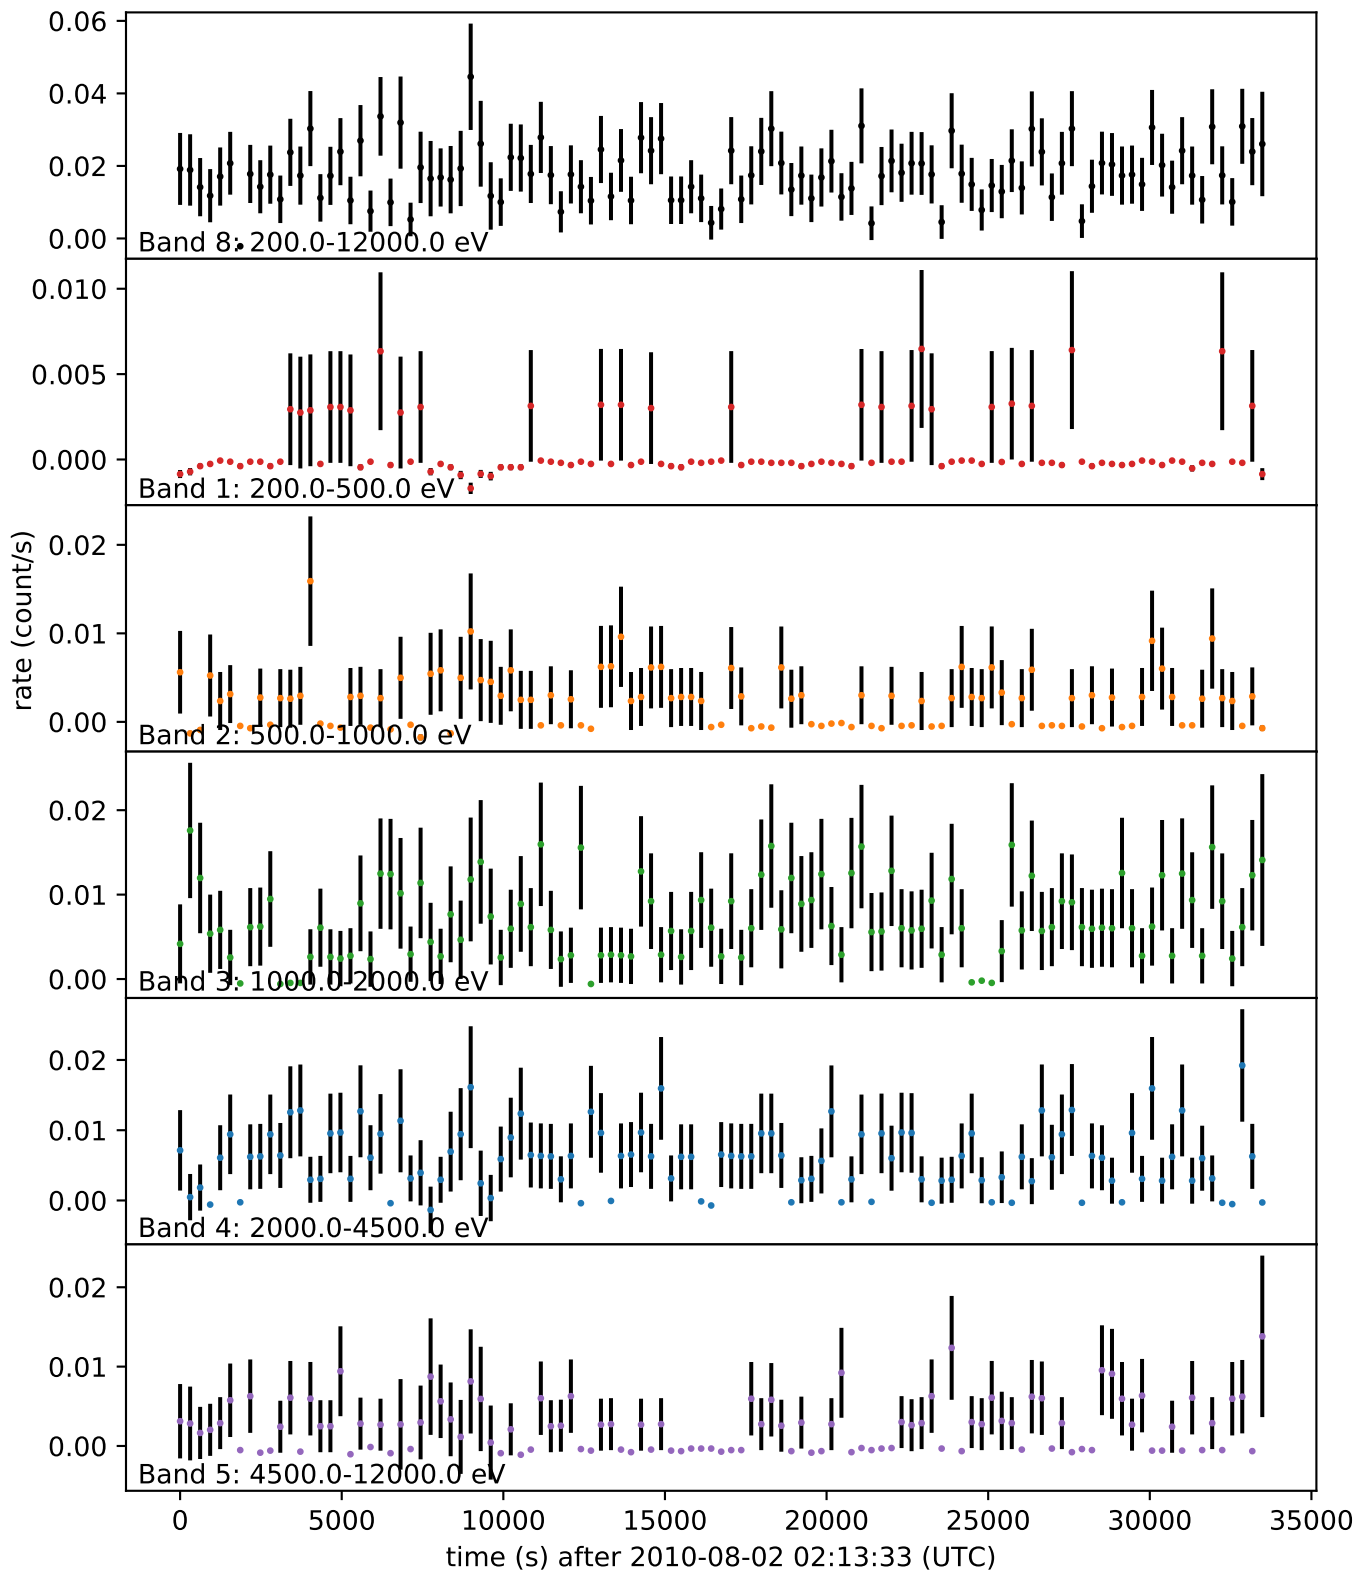 0.06
0.04
0.02
0.00
Band 8: 200.0-12000.0 eV
0.010
0.005
0.000
Band 1: 200.0-500.0 eV
0.02
0.01
0.00
Band 2: 500.0-1000.0 eV
rate (count/s)
0.02
0.01
0.00
Band 3: 1000.0-2000.0 eV
0.02
0.01
0.00
Band 4: 2000.0-4500.0 eV
0.02
0.01
0.00
Band 5: 4500.0-12000.0 eV
0 5000 10000 15000 20000 25000 30000 35000
time (s) after 2010-08-02 02:13:33 (UTC)